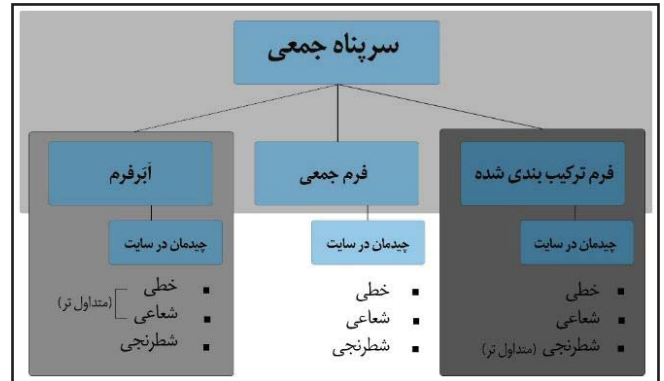 سرپناه جمعی
فرم ترکیب بندی شده
فرم جمعی
اَبَرفرم
چیدمان در سایت
چیدمان در سایت
چیدمان در سایت
خطی
شعاعی
شطرنجی (متداول تر)
خطی
شعاعی
شطرنجی
خطی
شعاعی
(متداول تر)
شطرنجی